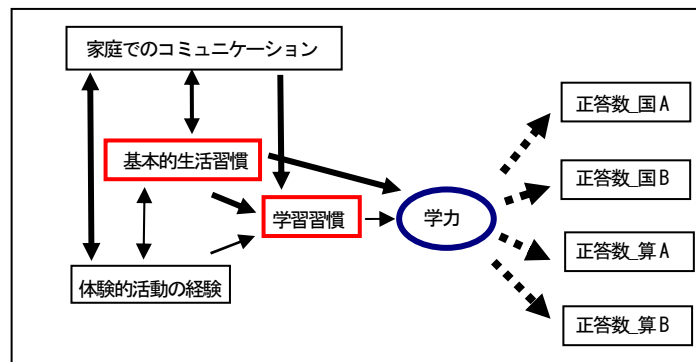 家庭でのコミュニケーション
正答数_国A
基本的生活習慣
正答数_国B
学習習慣
学力
正答数_算A
体験的活動の経験
正答数_算B